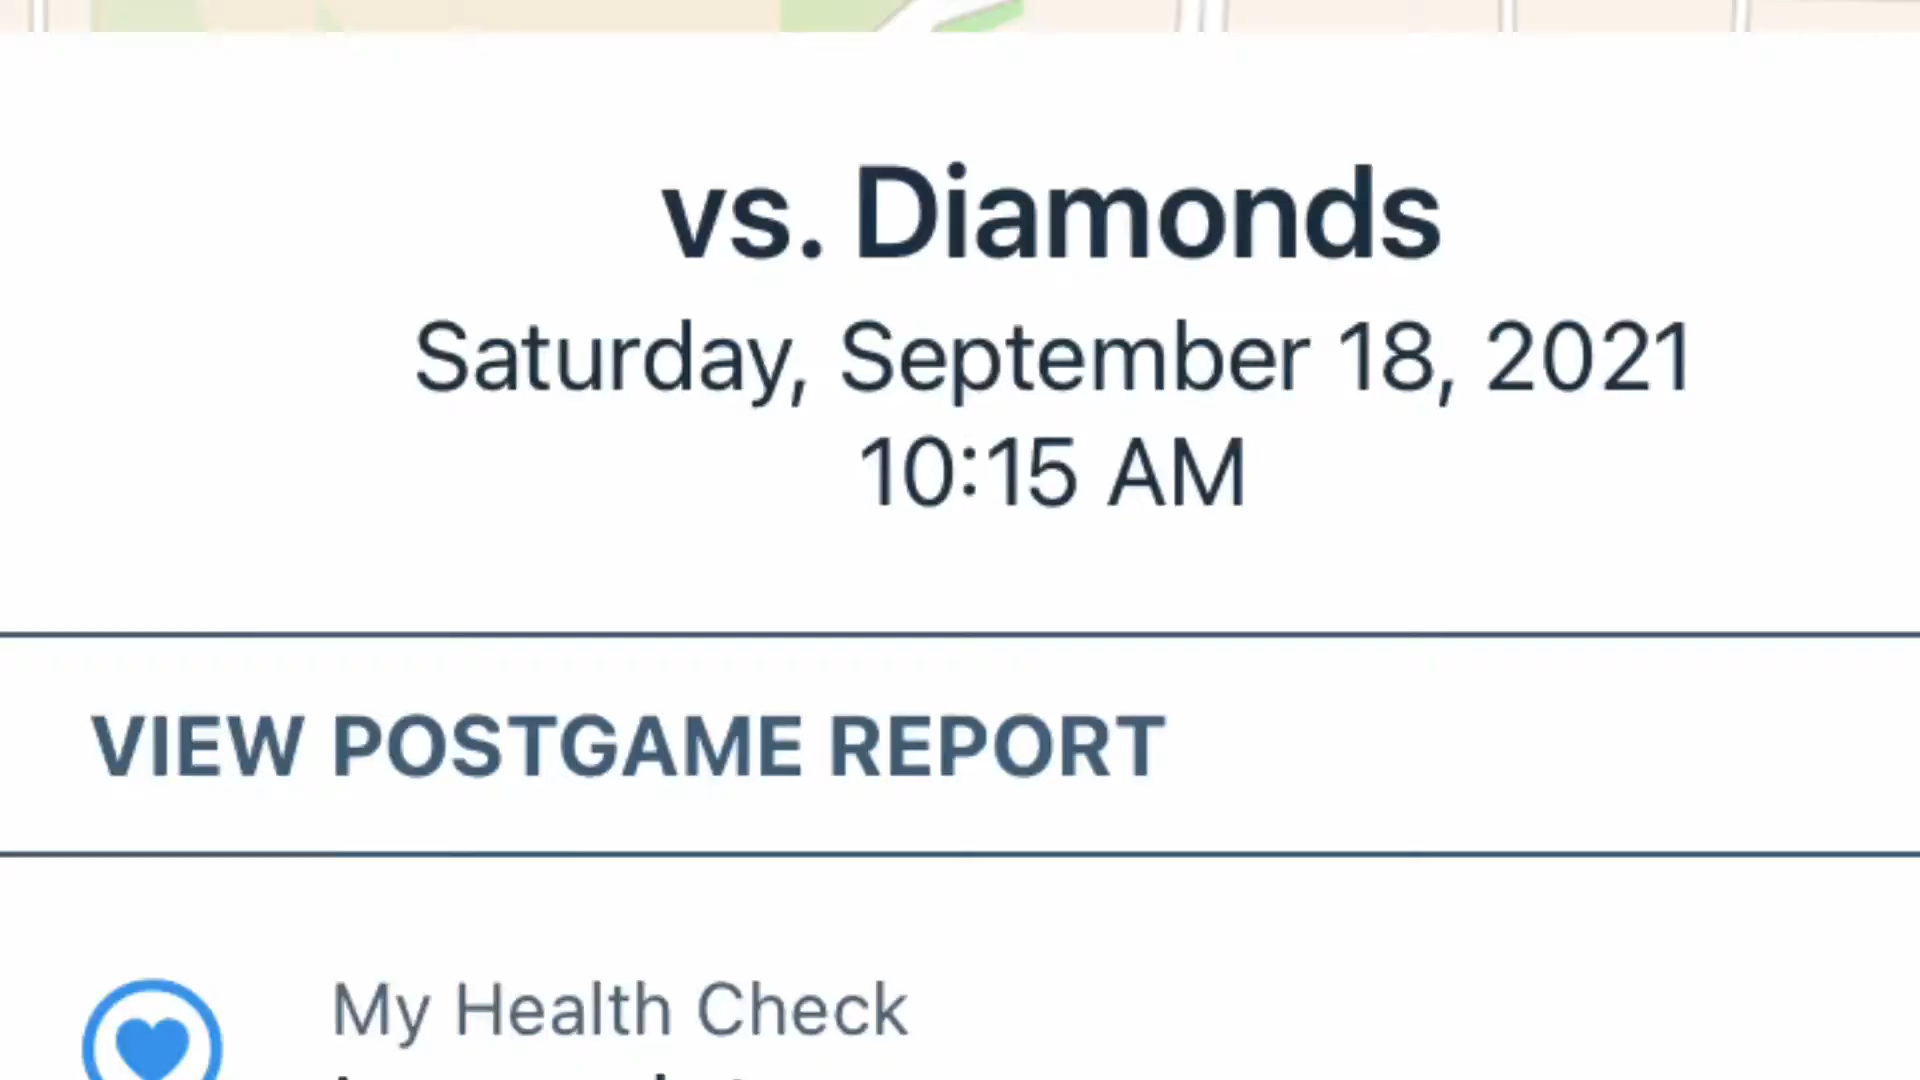 vs. Diamonds
Saturday, September 18, 2021
10:15 AM
VIEW POSTGAME REPORT
My Health Check